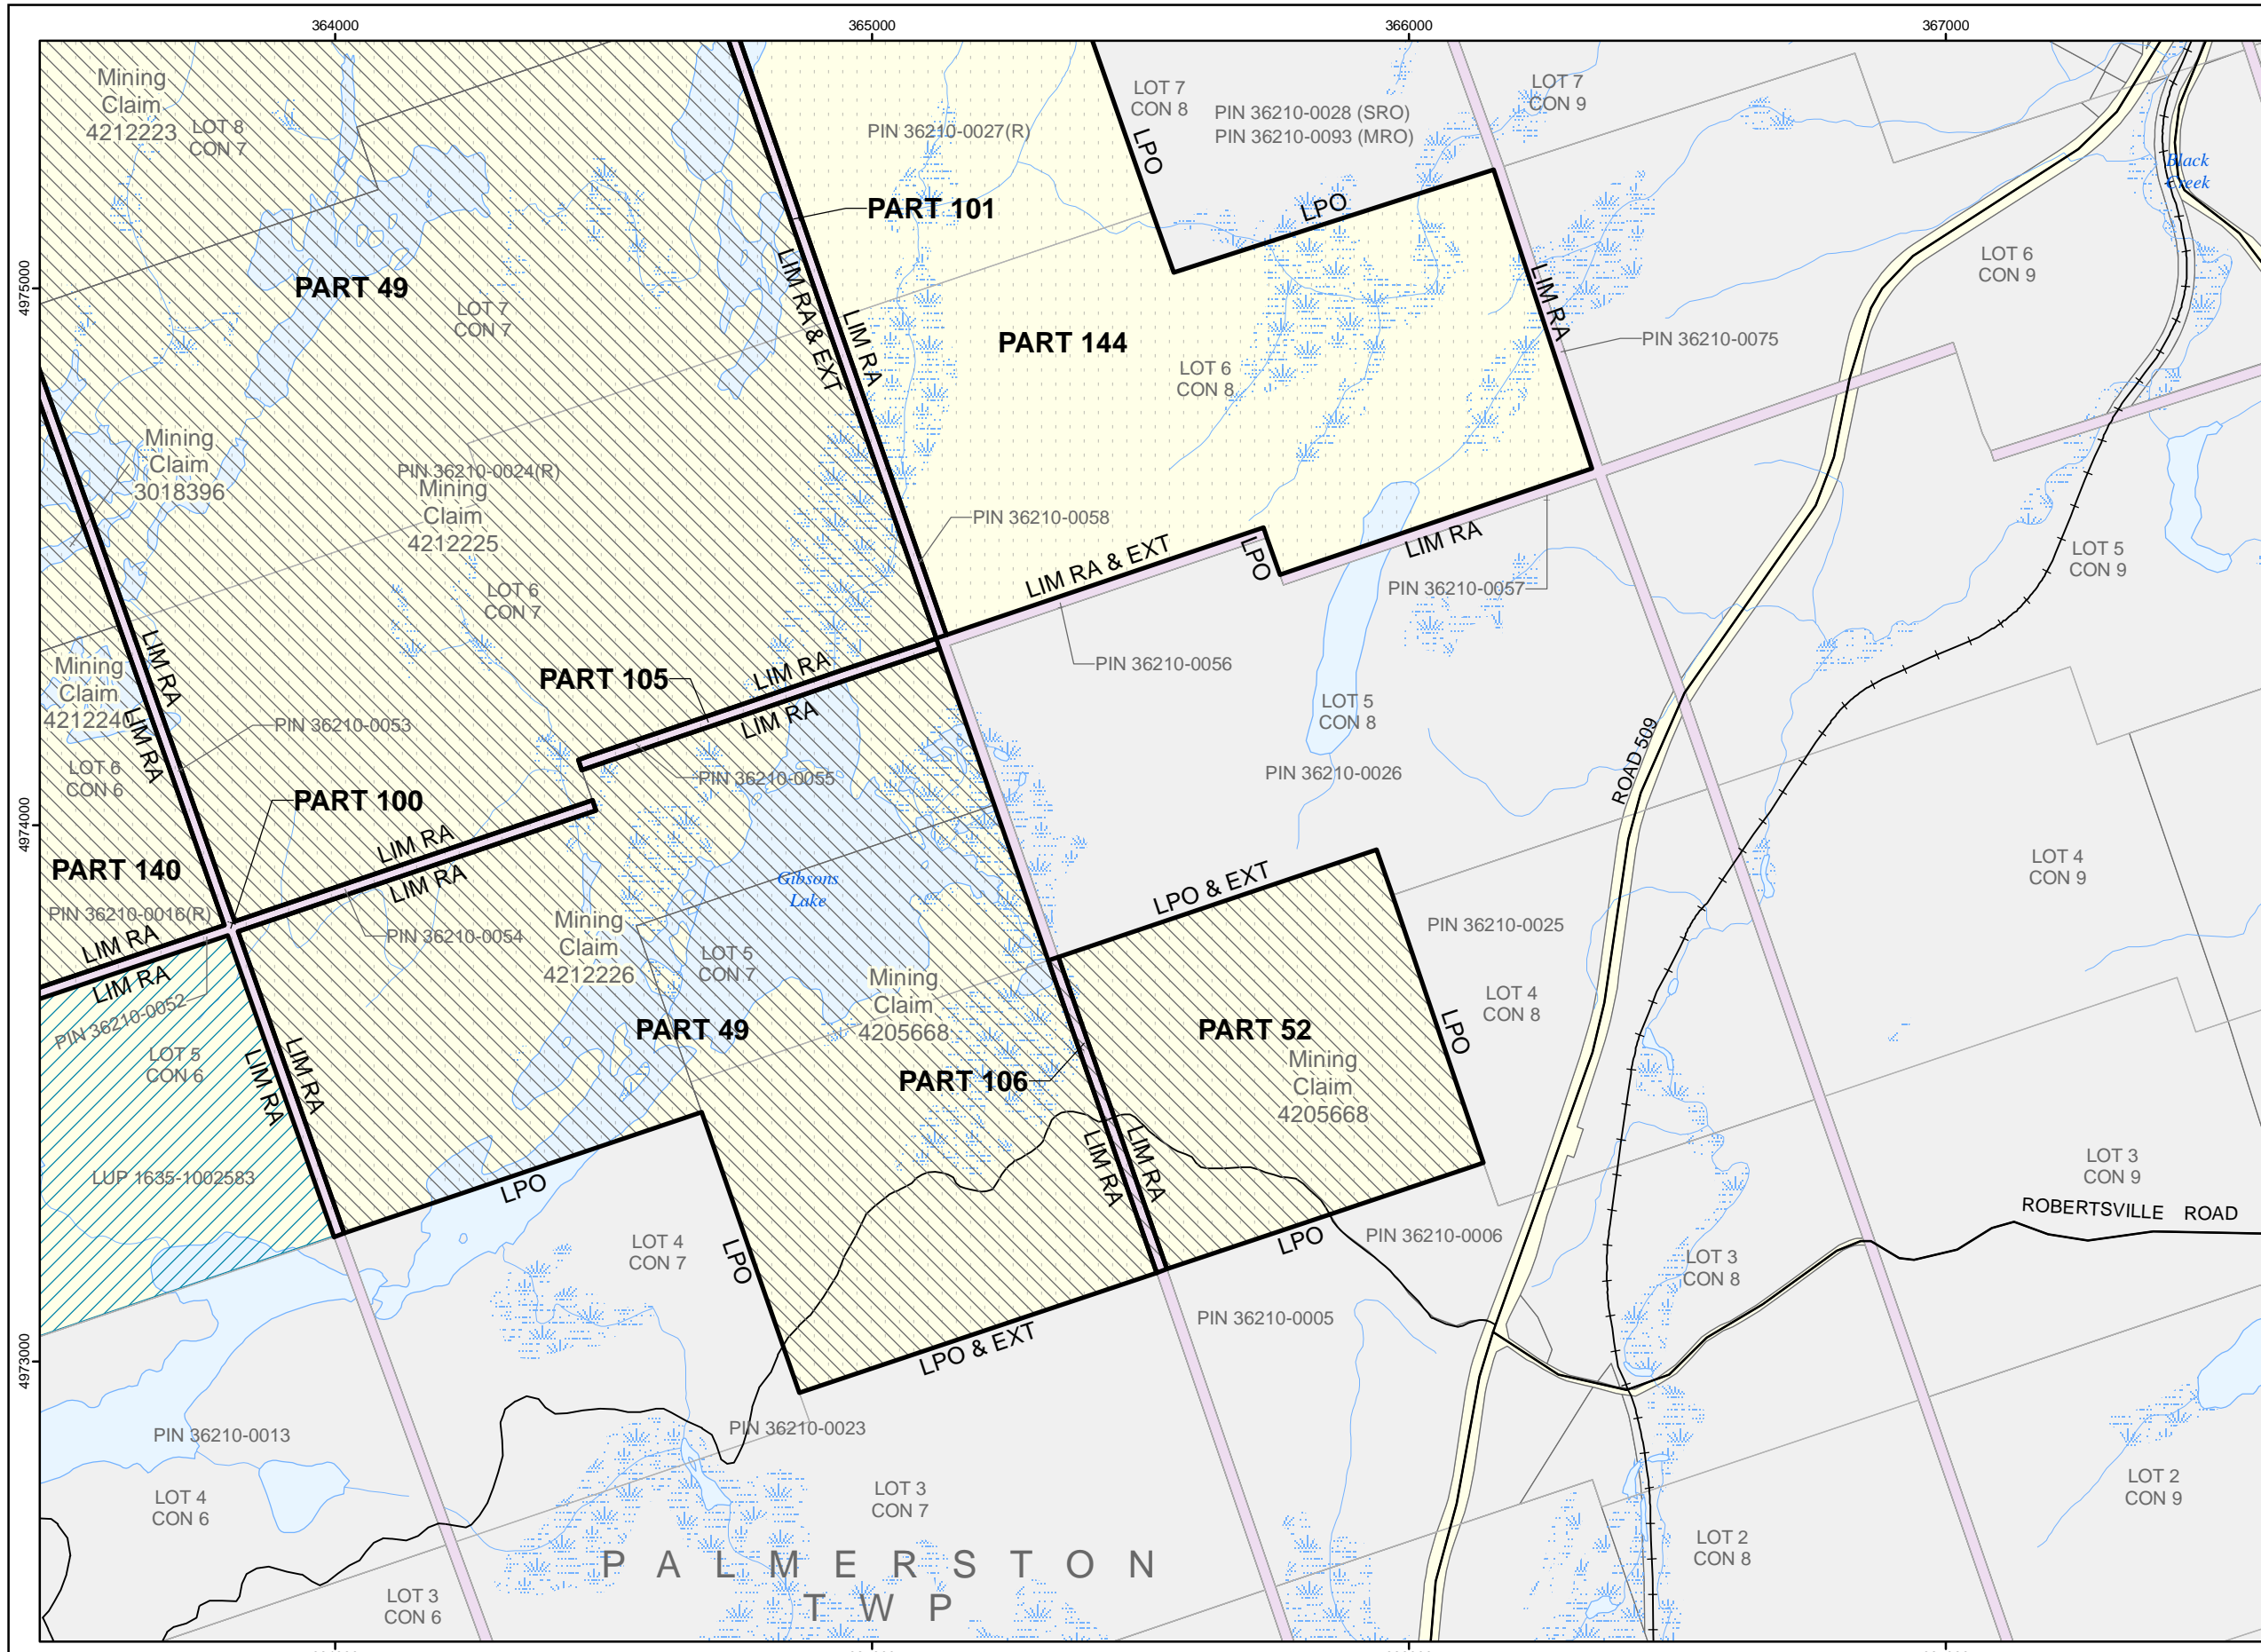 364000
365000
366000
367000
4975000
4974000
4973000
Mining
Claim
4212223
LOT 8
CON 7
PIN 36210-0027(R)
LOT 7
CON 8
PIN 36210-0028 (SRO)
PIN 36210-0093 (MRO)
LOT 7
CON 9
LPO
LPO
Black
Creek
PART 101
LOT 6
CON 9
PART 49
LOT 7
CON 7
LIM RA & EXT
LIM RA
PART 144
LOT 6
CON 8
LIM RA
PIN 36210-0075
Mining
Claim
3018396
PIN 36210-0024(R)
Mining
Claim
4212225
PIN 36210-0058
LIM RA & EXT
LPO
LIM RA
PIN 36210-0057
LOT 5
CON 9
LOT 6
CON 7
LIM RA
Mining
Claim
4212240
LIM RA
PART 105
LIM RA
LIM RA
PIN 36210-0056
LOT 5
CON 8
PIN 36210-0053
PIN 36210-0055
PIN 36210-0026
ROAD 509
LOT 6
CON 6
PART 100
LIM RA
LIM RA
PART 140
PIN 36210-0016(R)
LIM RA
LIM RA
PIN 36210-0052
PIN 36210-0054
Gibsons
Lake
Mining
Claim
4212226
LOT 5
CON 7
LPO & EXT
PIN 36210-0025
LOT 4
CON 9
LOT 4
CON 8
Mining
Claim
4205668
PART 49
PART 52
LPO
Mining
Claim
4205668
PART 106
LOT 5
CON 6
LIM RA
LIM RA
LIM RA
LIM RA
LUP 1635-1002583
LPO
LOT 4
CON 7
LPO
LPO
PIN 36210-0006
LOT 3
CON 9
ROBERTSVILLE ROAD
LOT 3
CON 8
PIN 36210-0005
LPO & EXT
PIN 36210-0013
PIN 36210-0023
LOT 4
CON 6
LOT 3
CON 7
LOT 2
CON 9
LOT 2
CON 8
PALMERSTON
TWP
LOT 3
CON 6